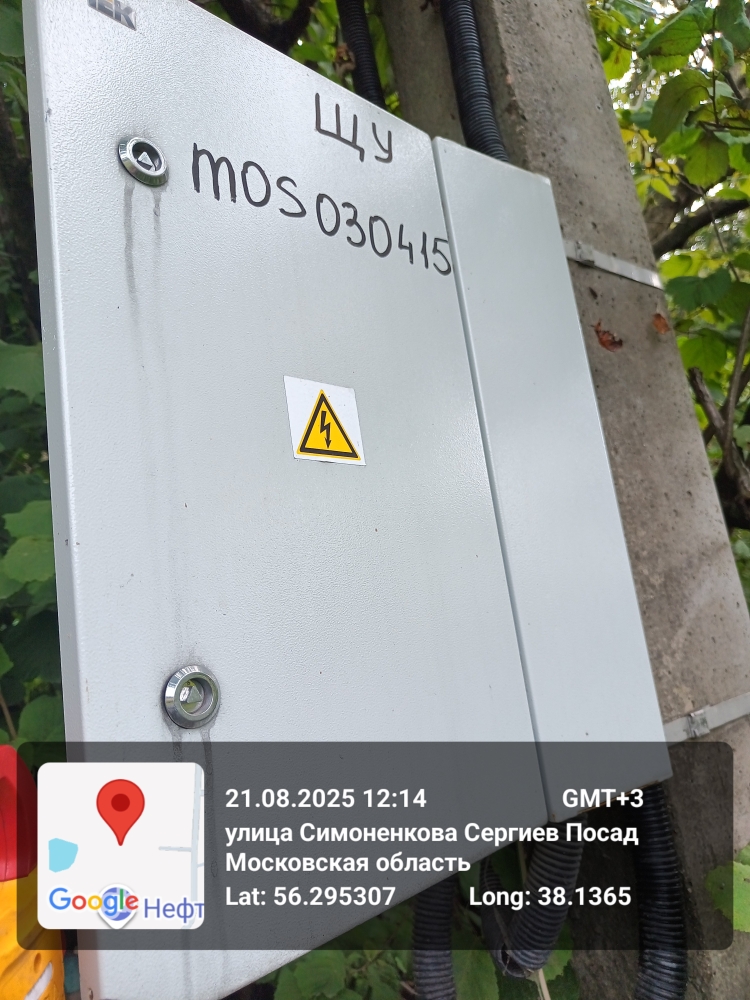 IEK
ЩУ
MOS030415
21.08.2025 12:14 GMT+3
улица Симоненкова Сергиев Посад
Московская область
Lat: 56.295307 Long: 38.1365
Google Нефт